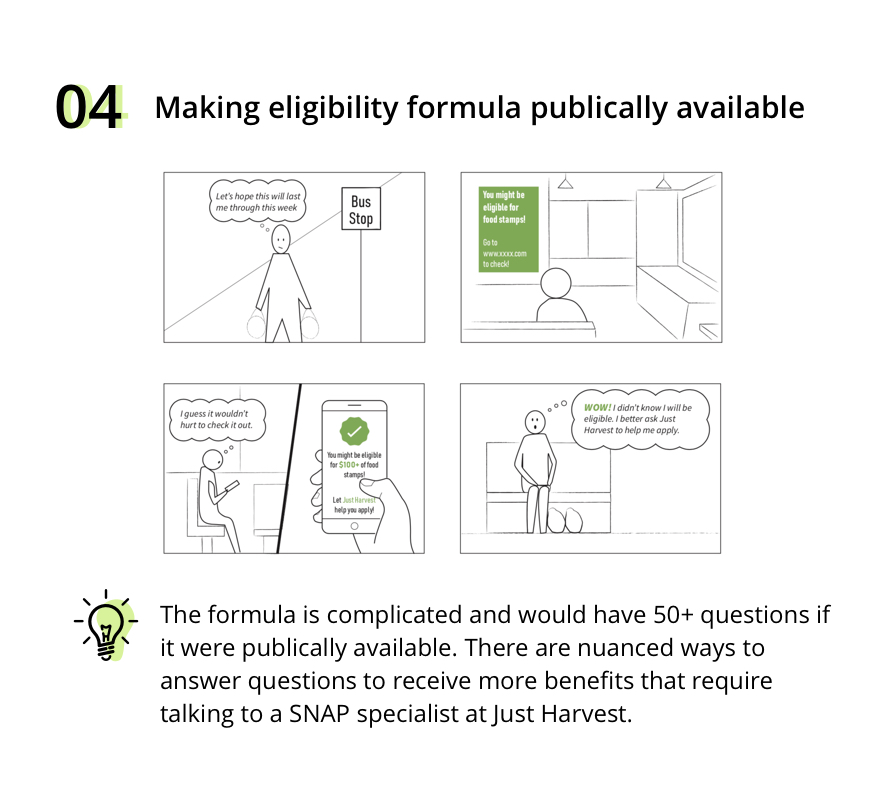 04 Making eligibility formula publically available
Let's hope this will last
me through this week
Bus
Stop
You might be
eligible for
food stamps!
Go to
www.xxxx.com
to check!
I guess it wouldn't
hurt to check it out.
You might be eligible
for $100+ of food
stamps!
Let Just Harvest
help you apply!
WOW! I didn't know I will be
eligible. I better ask Just
Harvest to help me apply.
The formula is complicated and would have 50+ questions if
it were publically available. There are nuanced ways to
answer questions to receive more benefits that require
talking to a SNAP specialist at Just Harvest.